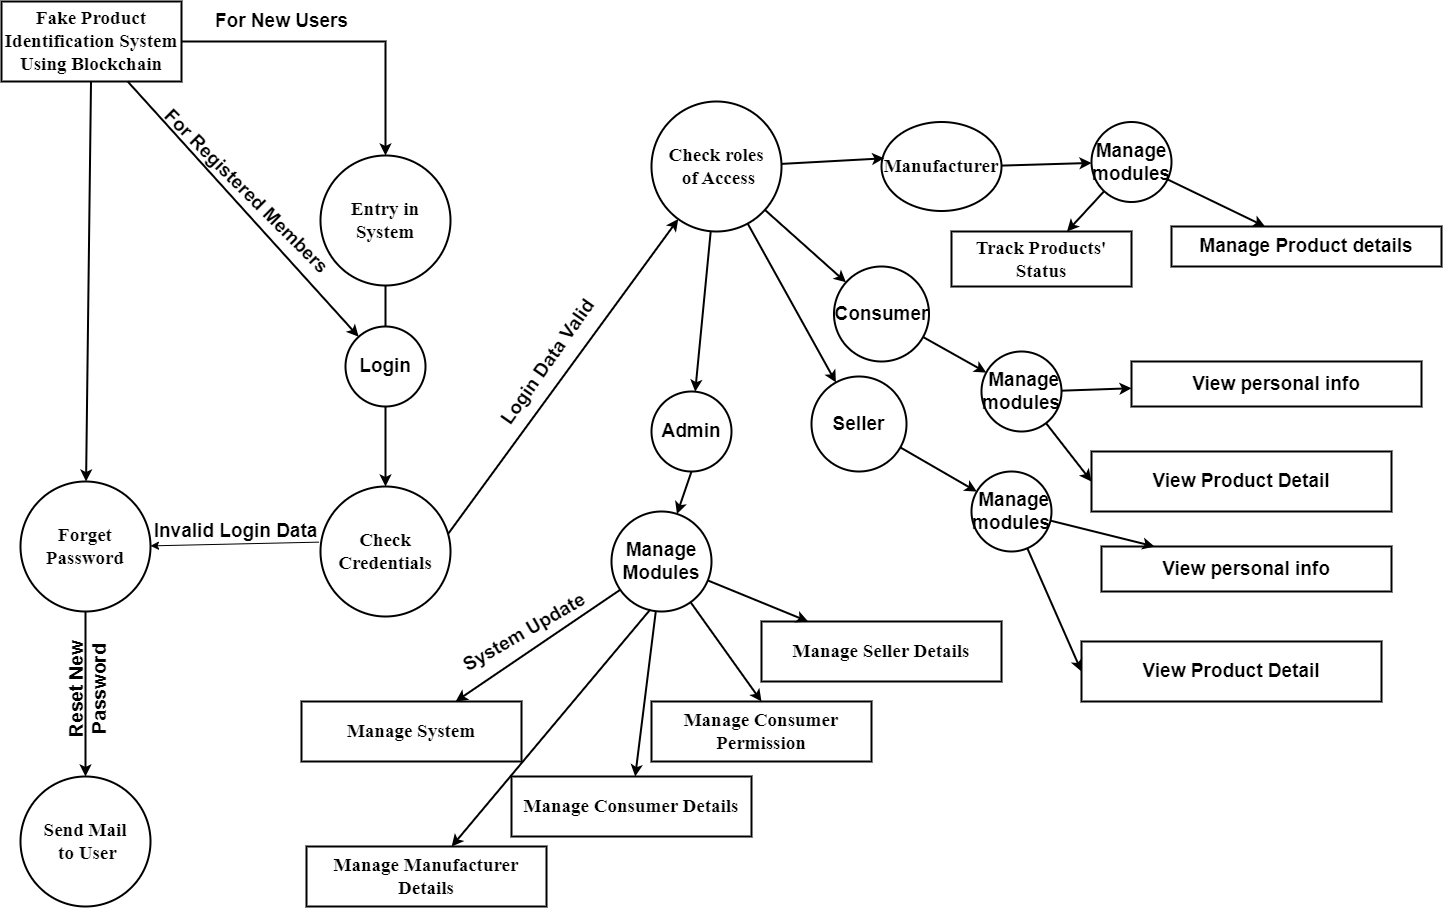 Fake Product
Identification System
Using Blockchain
For New Users
For Registered Members
Entry in
System
Login
Check
Credentials
Invalid Login Data
Forget
Password
Reset New
Password
Send Mail
to User
Login Data Valid
Check roles
of Access
Manufacturer
Manage
modules
Track Products'
Status
Manage Product details
Consumer
Manage
modules
View personal info
View Product Detail
Seller
Manage
modules
View personal info
View Product Detail
Admin
Manage
Modules
System Update
Manage System
Manage Manufacturer
Details
Manage Consumer Details
Manage Consumer
Permission
Manage Seller Details